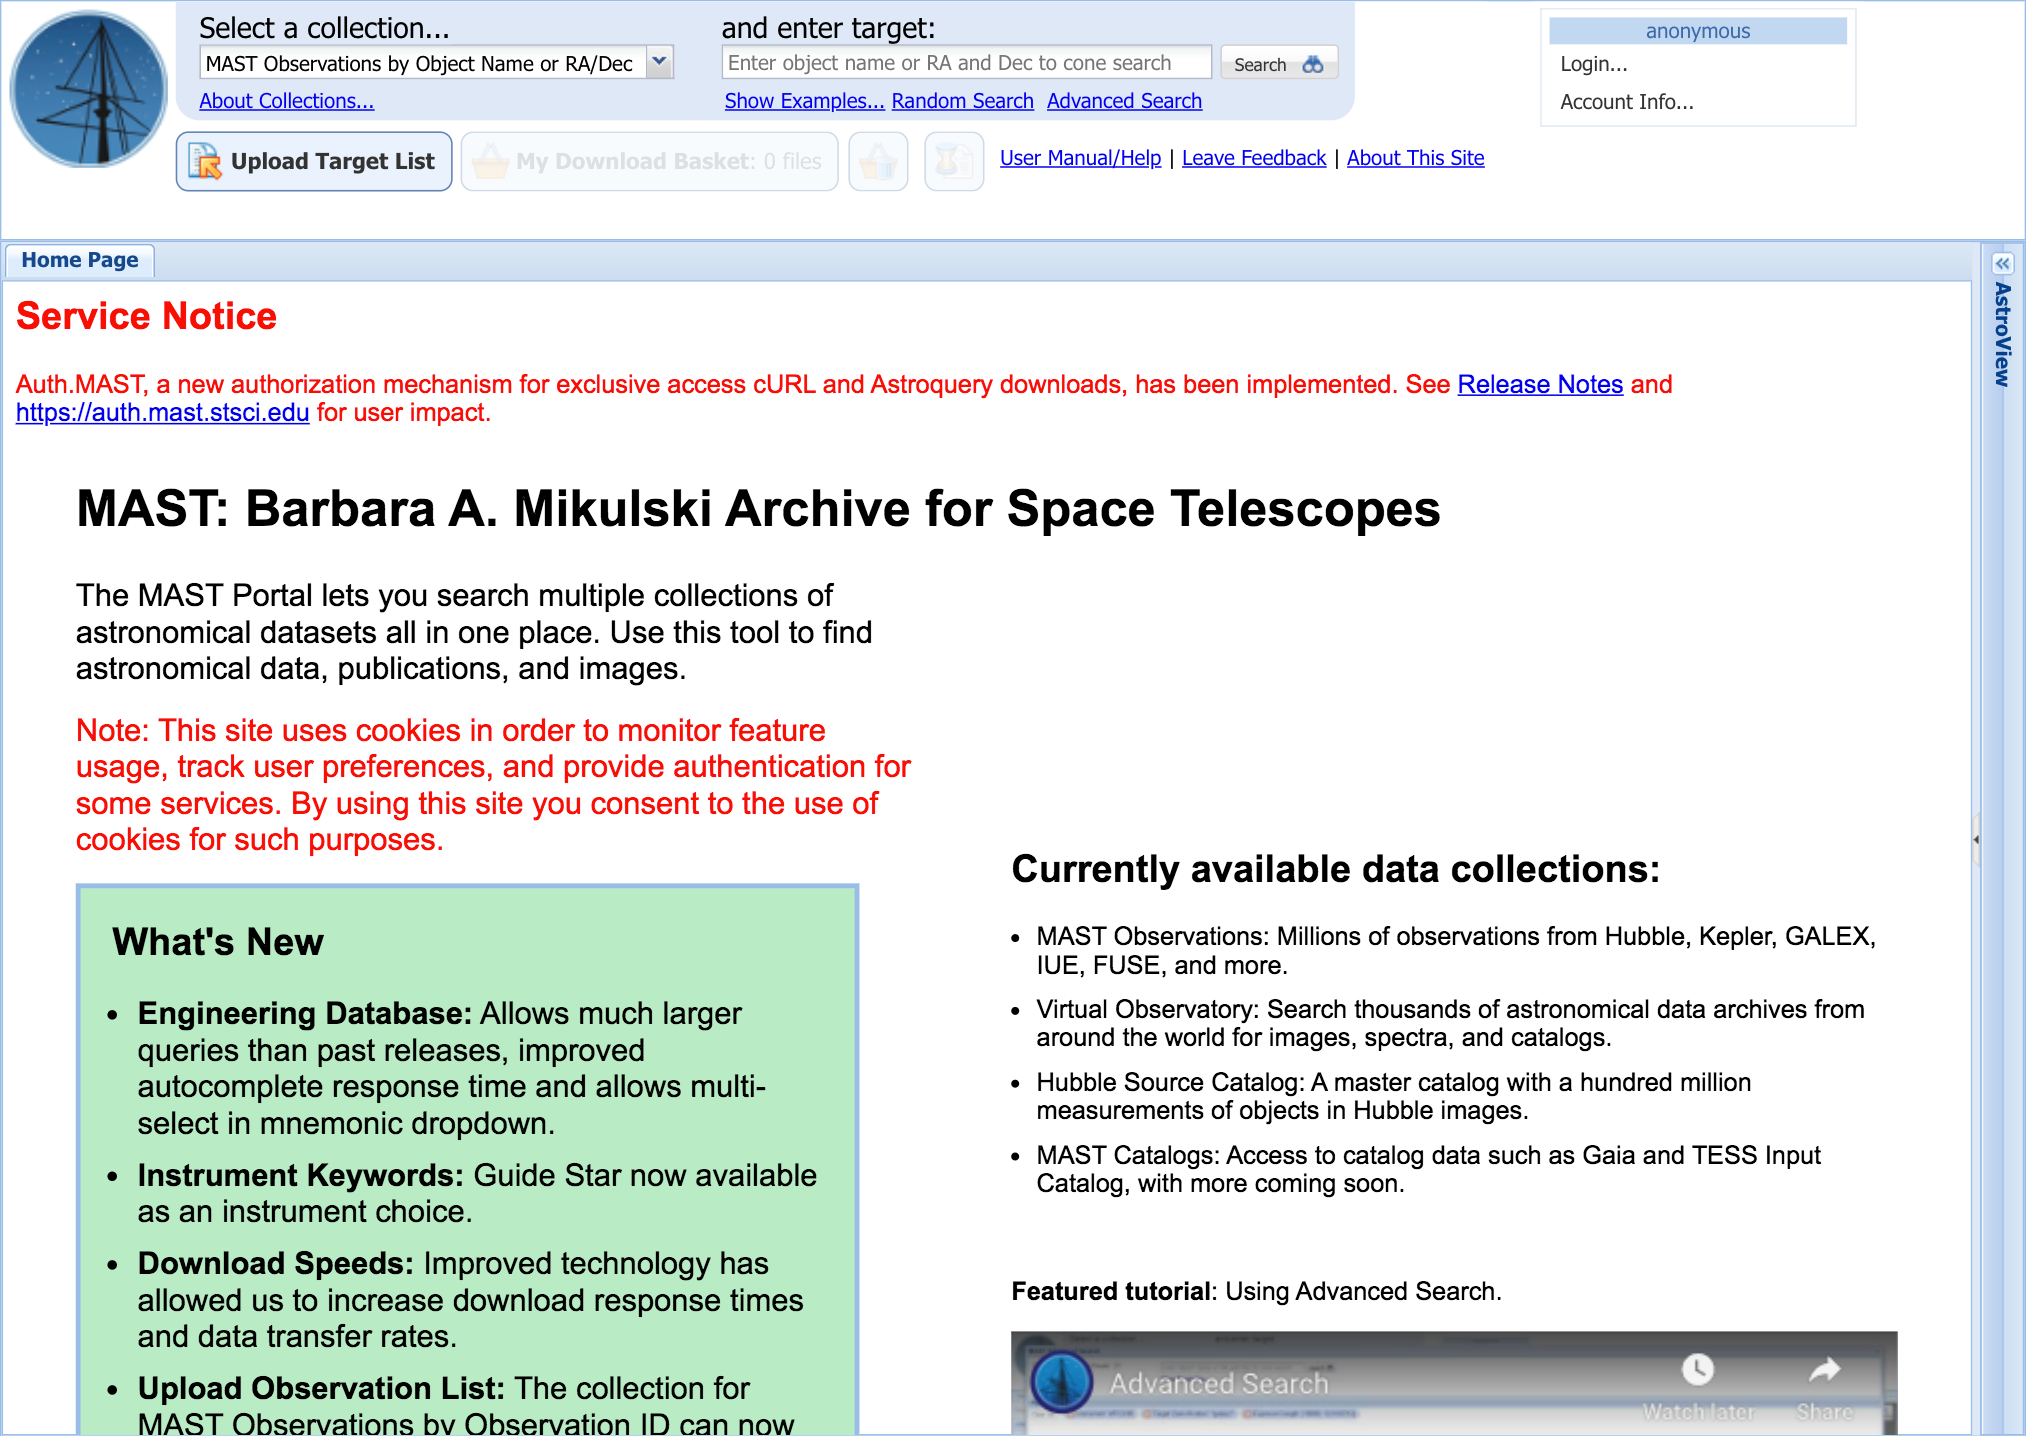 Select a collection...
and enter target:
anonymous
MAST Observations by Object Name or RA/Dec
Enter object name or RA and Dec to cone search
Search
Login...
About Collections...
Show Examples... Random Search Advanced Search
Account Info...
Upload Target List
My Download Basket: 0 files
User Manual/Help | Leave Feedback | About This Site
Home Page
AstroView
Service Notice
Auth.MAST, a new authorization mechanism for exclusive access cURL and Astroquery downloads, has been implemented. See Release Notes and
https://auth.mast.stsci.edu for user impact.
MAST: Barbara A. Mikulski Archive for Space Telescopes
The MAST Portal lets you search multiple collections of
astronomical datasets all in one place. Use this tool to find
astronomical data, publications, and images.
Note: This site uses cookies in order to monitor feature
usage, track user preferences, and provide authentication for
some services. By using this site you consent to the use of
cookies for such purposes.
What's New
• Engineering Database: Allows much larger
queries than past releases, improved
autocomplete response time and allows multi-
select in mnemonic dropdown.
• Instrument Keywords: Guide Star now available
as an instrument choice.
• Download Speeds: Improved technology has
allowed us to increase download response times
and data transfer rates.
• Upload Observation List: The collection for
MAST Observations by Observation ID can now
Currently available data collections:
• MAST Observations: Millions of observations from Hubble, Kepler, GALEX,
IUE, FUSE, and more.
• Virtual Observatory: Search thousands of astronomical data archives from
around the world for images, spectra, and catalogs.
• Hubble Source Catalog: A master catalog with a hundred million
measurements of objects in Hubble images.
• MAST Catalogs: Access to catalog data such as Gaia and TESS Input
Catalog, with more coming soon.
Featured tutorial: Using Advanced Search.
Advanced Search
Watch later
Share